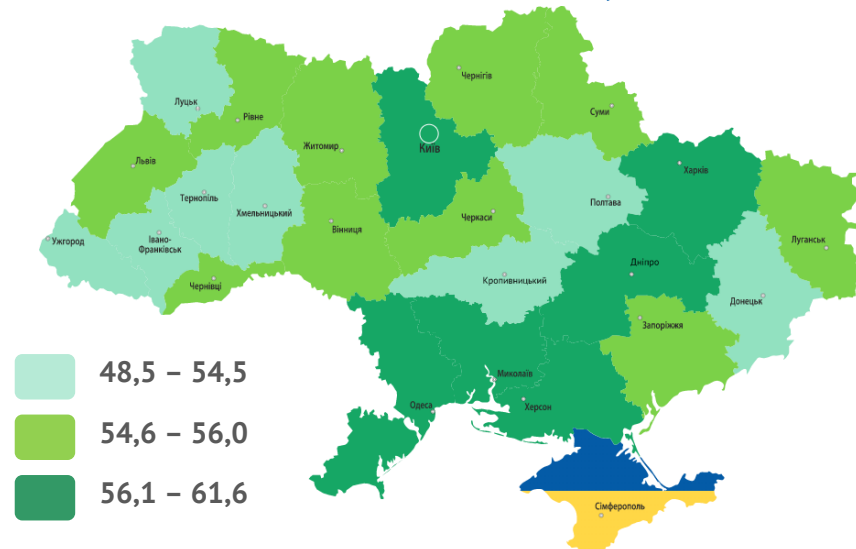 Чернігів
Луцьк
Суми
Рівне
Житомир
Київ
Львів
Харків
Тернопіль
Полтава
Хмельницький
Черкаси
Вінниця
Івано-
Франківськ
Ужгород
Луганськ
Дніпро
Кропивницький
Чернівці
Донецьк
Запоріжжя
Миколаїв
Херсон
Одеса
Сімферополь
48,5 – 54,5
54,6 – 56,0
56,1 – 61,6